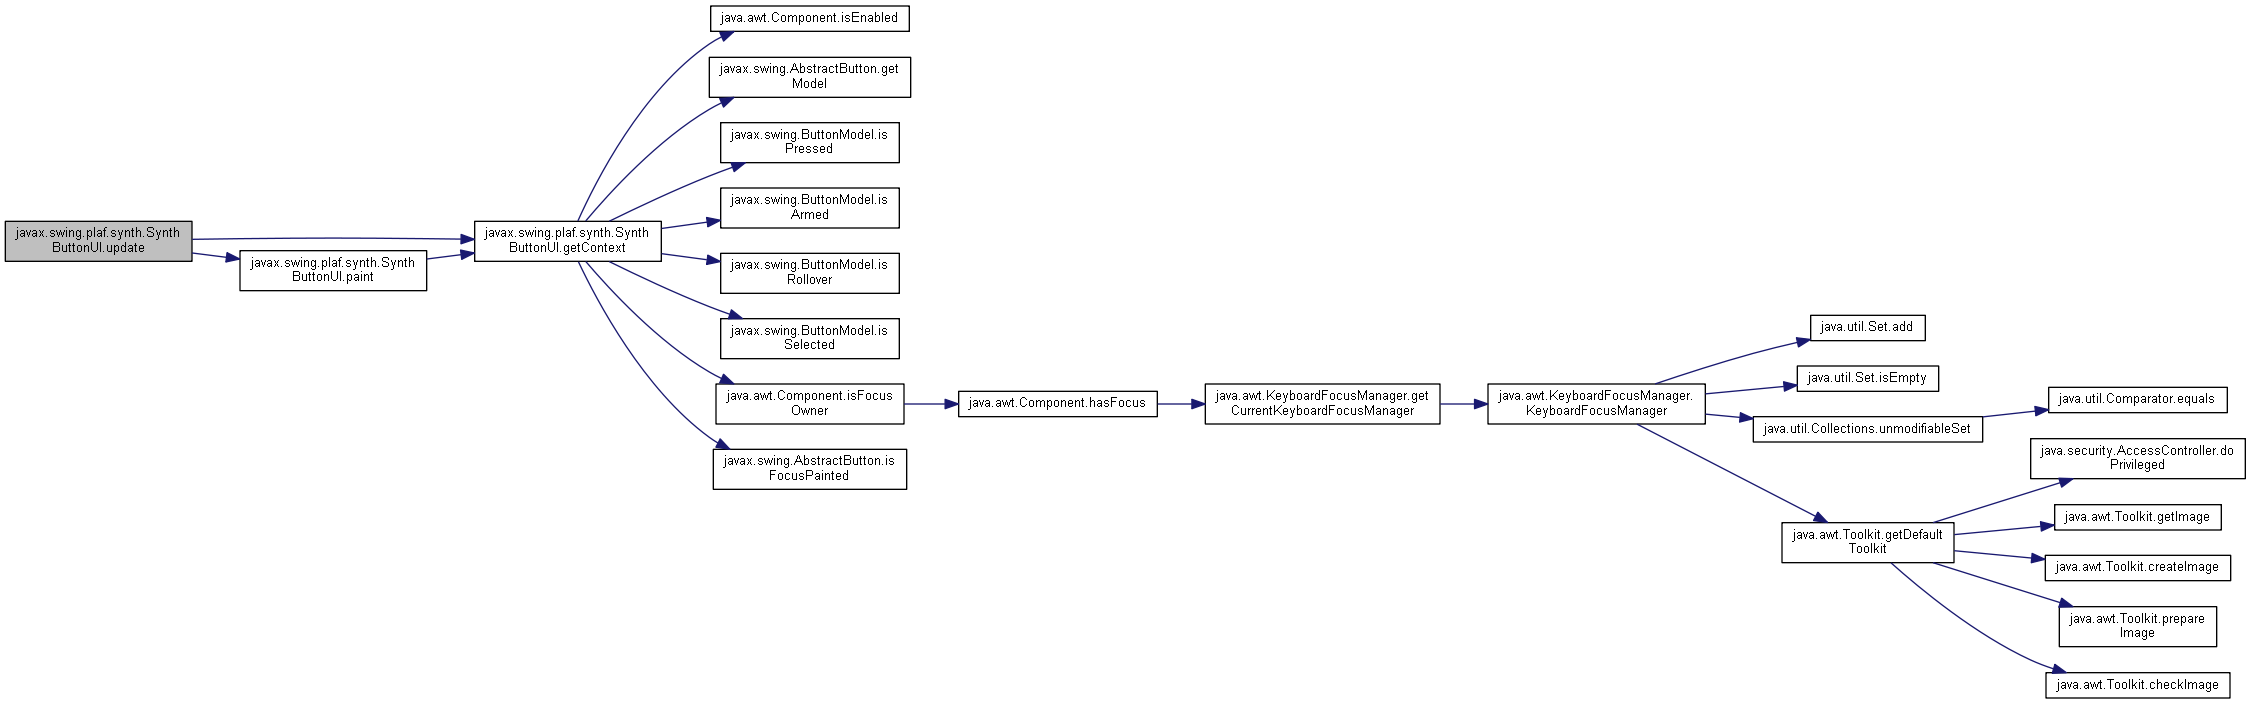 javax.swing.plaf.synth.Synth
ButtonUI.update
javax.swing.plaf.synth.Synth
ButtonUI.paint
javax.swing.plaf.synth.Synth
ButtonUI.getContext
java.awt.Component.isEnabled
javax.swing.AbstractButton.get
Model
javax.swing.ButtonModel.is
Pressed
javax.swing.ButtonModel.is
Armed
javax.swing.ButtonModel.is
Rollover
javax.swing.ButtonModel.is
Selected
java.awt.Component.isFocus
Owner
javax.swing.AbstractButton.is
FocusPainted
java.awt.Component.hasFocus
java.awt.KeyboardFocusManager.get
CurrentKeyboardFocusManager
java.awt.KeyboardFocusManager.
KeyboardFocusManager
java.util.Set.add
java.util.Set.isEmpty
java.util.Collections.unmodifiableSet
java.awt.Toolkit.getDefault
Toolkit
java.util.Comparator.equals
java.security.AccessController.do
Privileged
java.awt.Toolkit.getImage
java.awt.Toolkit.createImage
java.awt.Toolkit.prepare
Image
java.awt.Toolkit.checkImage